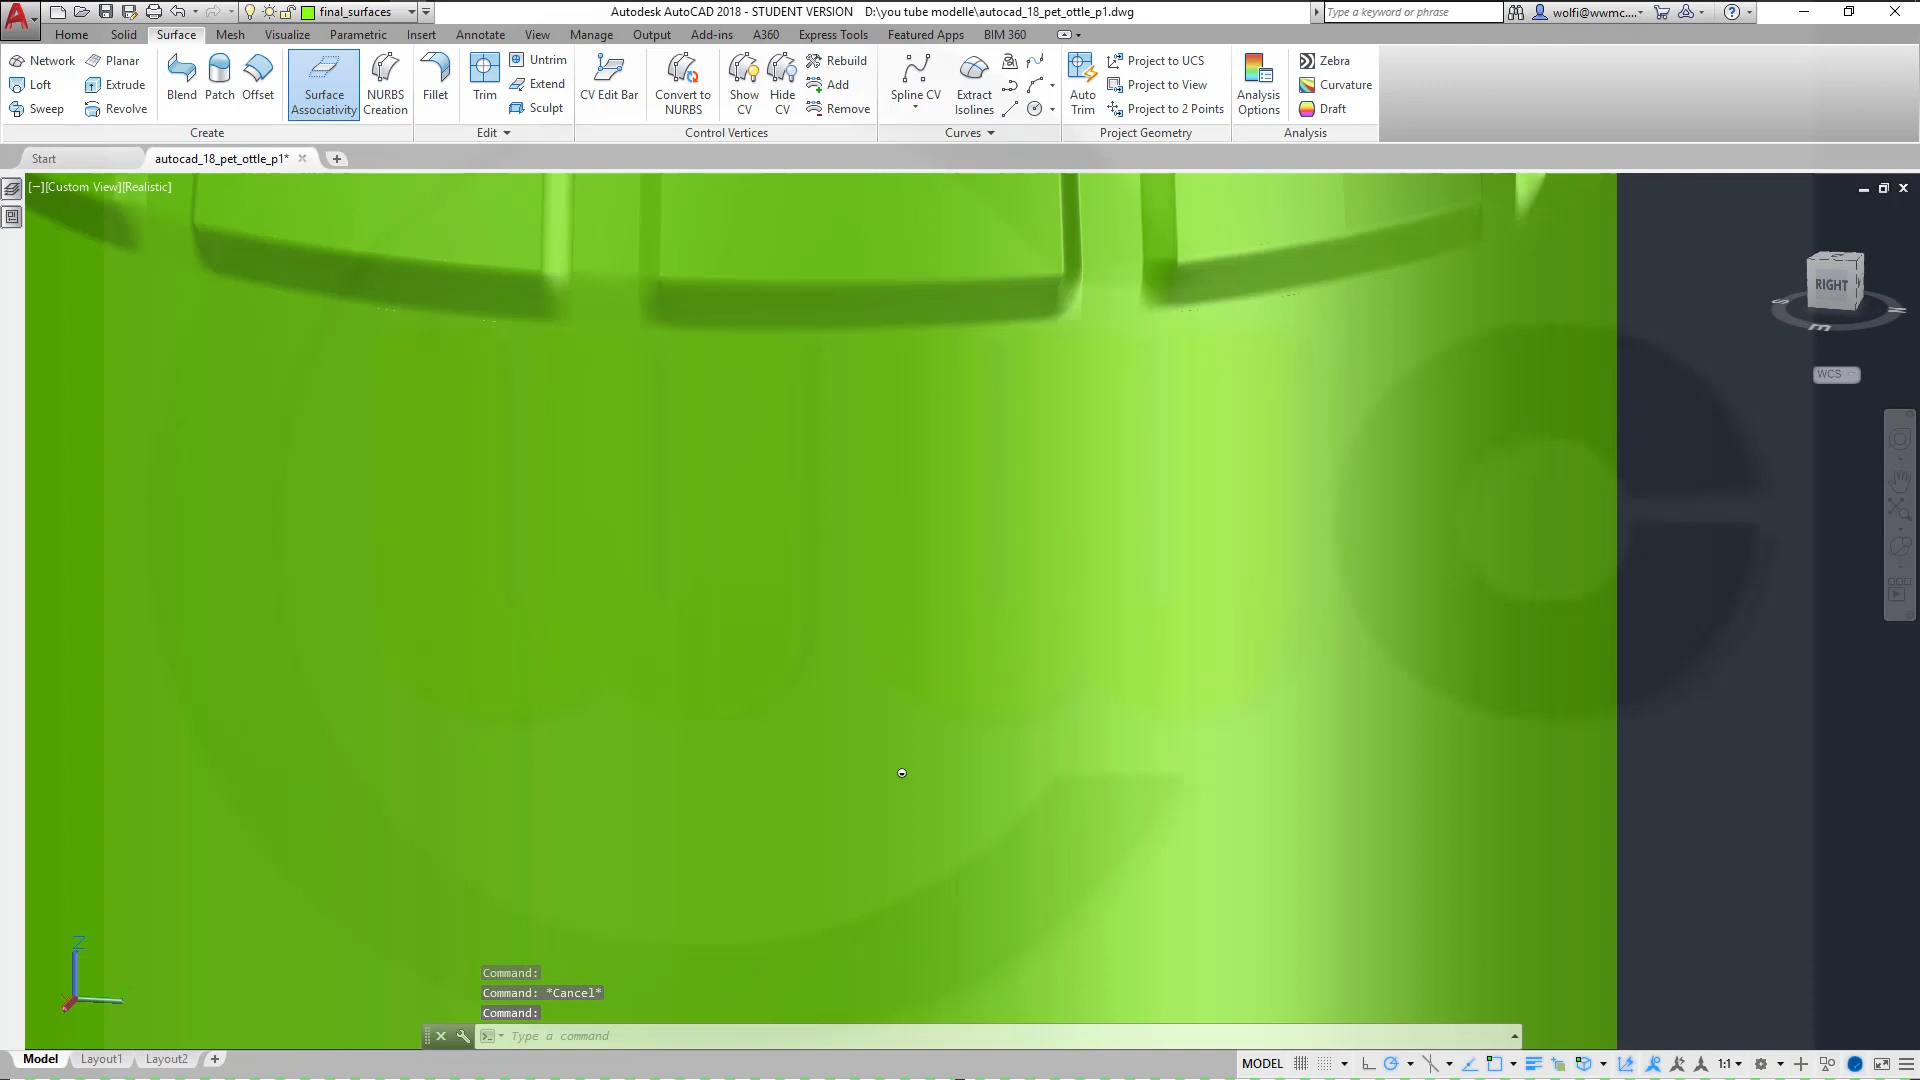 final_surfaces
Autodesk AutoCAD 2018 - STUDENT VERSION D:\you tube modelle\autocad_18_pet_ottle_p1.dwg
Type a keyword or phrase
wolfi@wwmc....
Home Solid Surface Mesh Visualize Parametric Insert Annotate View Manage Output Add-ins A360 Express Tools Featured Apps BIM 360
Network Planar
Loft Extrude
Sweep Revolve
Blend Patch Offset
Surface Associativity
NURBS Creation
Fillet
Trim
Untrim
Extend
Sculpt
CV Edit Bar
Convert to NURBS
Show CV
Hide CV
Rebuild
Add
Remove
Spline CV
Extract Isolines
Auto Trim
Project to UCS
Project to View
Project to 2 Points
Analysis Options
Zebra
Curvature
Draft
Create Edit Control Vertices Curves Project Geometry Analysis
Start autocad_18_pet_ottle_p1*
[−][Custom View][Realistic]
RIGHT
S E N
WCS
Z
Command:
Command: *Cancel*
Command:
Type a command
Model Layout1 Layout2
MODEL 1:1